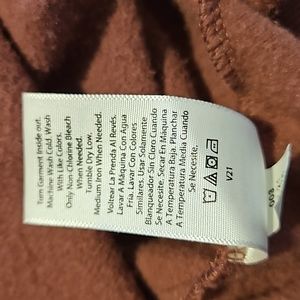 Turn Garment Inside Out.
Machine Wash Cold. Wash
With Like Colors.
Only Non-Chlorine Bleach
When Needed.
Tumble Dry Low,
Medium Iron When Needed.
Voltear La Prenda Al Revés.
Lavar A Máquina Con Agua
Fría. Lavar Con Colores
Similares. Usar Solamente
Blanqueador Sin Cloro Cuando
Se Necesite. Secar En Máquina
A Temperatura Baja. Planchar
A Temperatura Media Cuando
Se Necesite.
V21